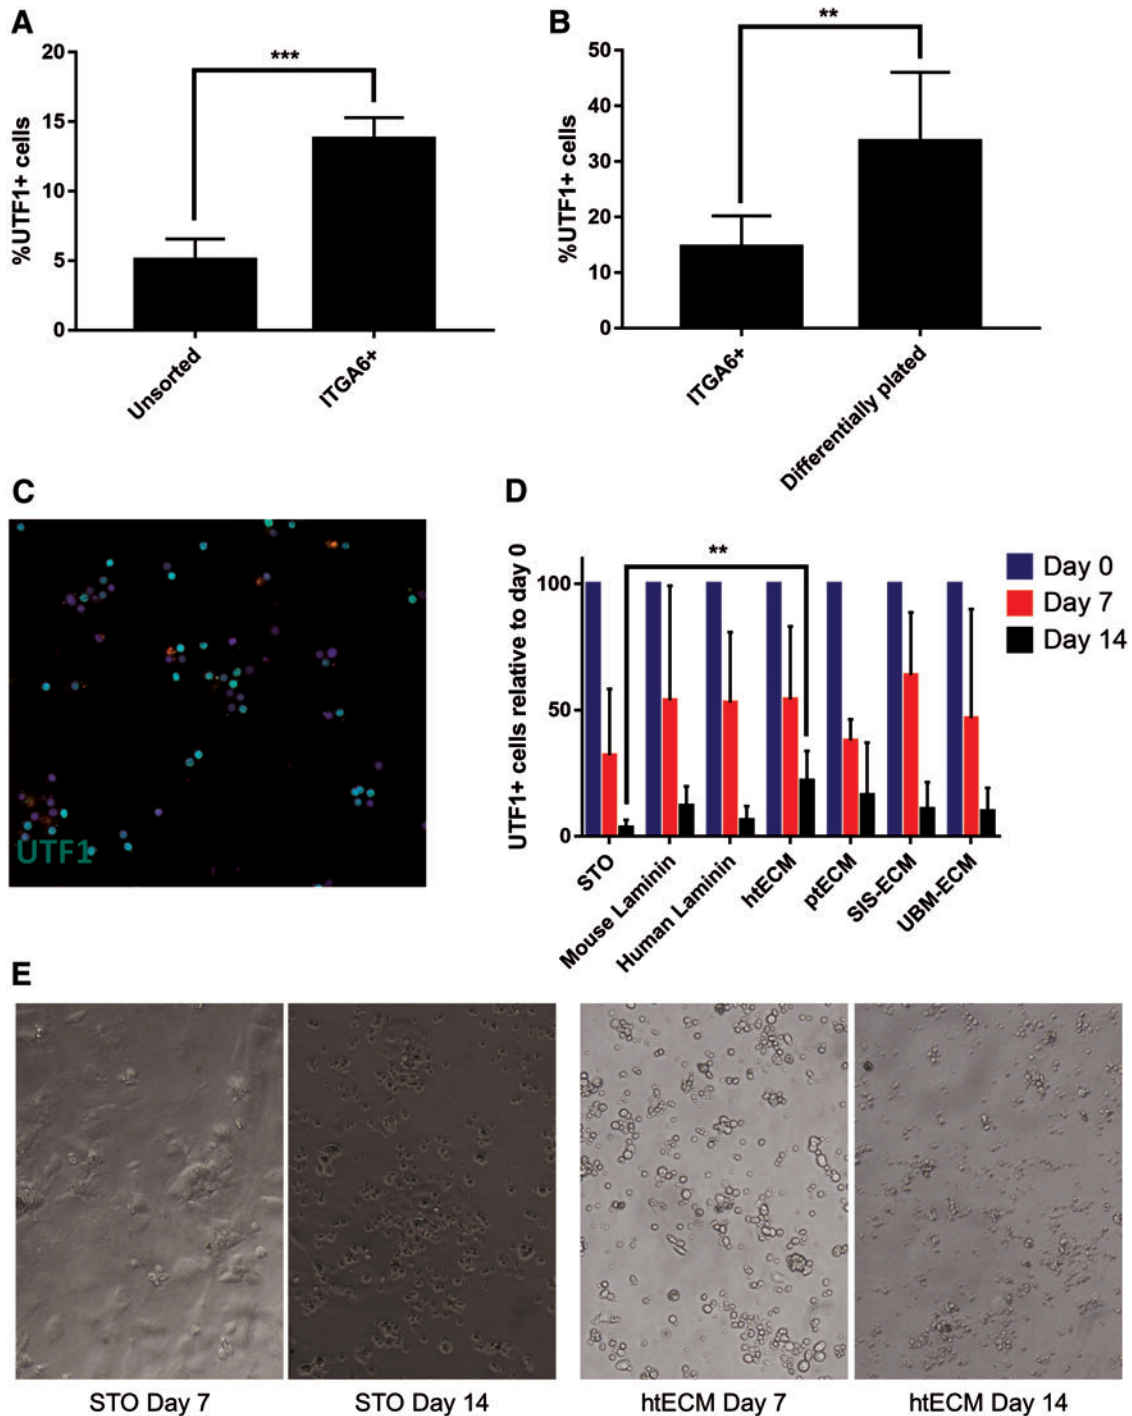 A
20
15
10
5
0
%UTF1+ cells
***
Unsorted
ITGA6+
B
50
40
30
20
10
0
%UTF1+ cells
**
ITGA6+
Differentially plated
C
UTF1
D
100
50
0
UTF1+ cells relative to day 0
**
STO
Mouse Laminin
Human Laminin
htECM
ptECM
SIS-ECM
UBM-ECM
Day 0
Day 7
Day 14
E
STO Day 7
STO Day 14
htECM Day 7
htECM Day 14